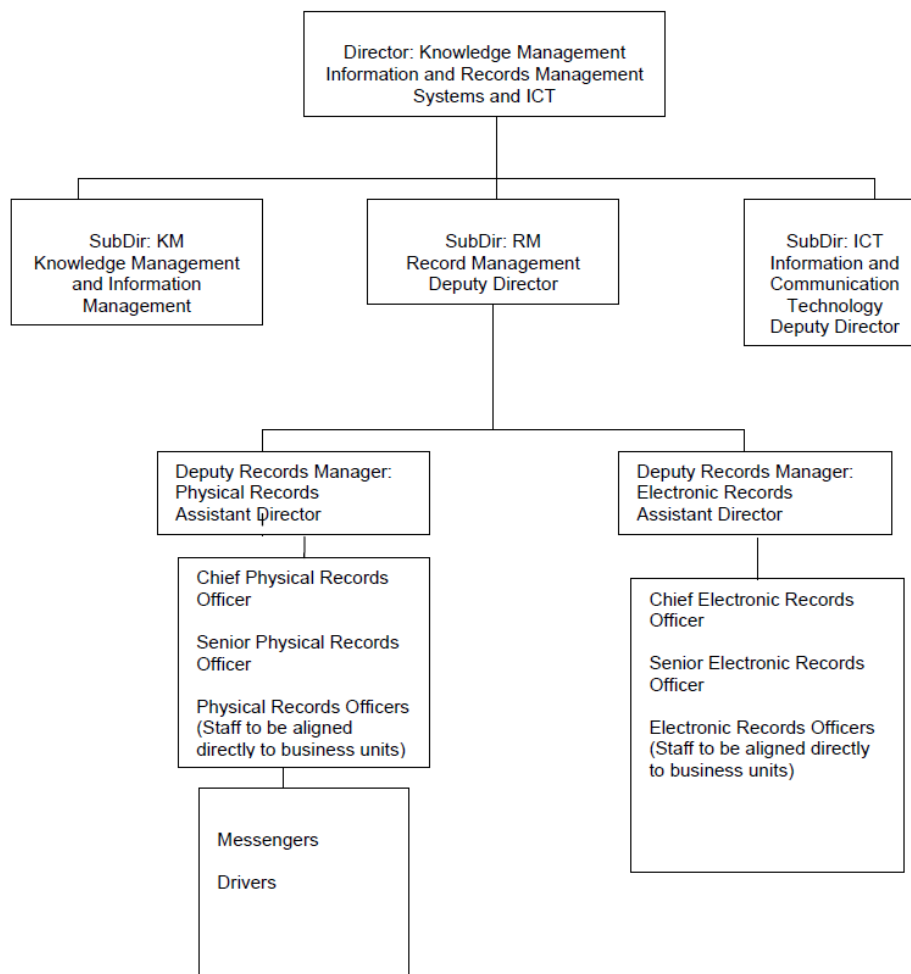 Director: Knowledge Management
Information and Records Management
Systems and ICT
SubDir: KM
Knowledge Management
and Information
Management
SubDir: RM
Record Management
Deputy Director
SubDir: ICT
Information and
Communication
Technology
Deputy Director
Deputy Records Manager:
Physical Records
Assistant Director
Deputy Records Manager:
Electronic Records
Assistant Director
Chief Physical Records
Officer
Senior Physical Records
Officer
Physical Records Officers
(Staff to be aligned
directly to business units)
Chief Electronic Records
Officer
Senior Electronic Records
Officer
Electronic Records Officers
(Staff to be aligned directly
to business units)
Messengers
Drivers